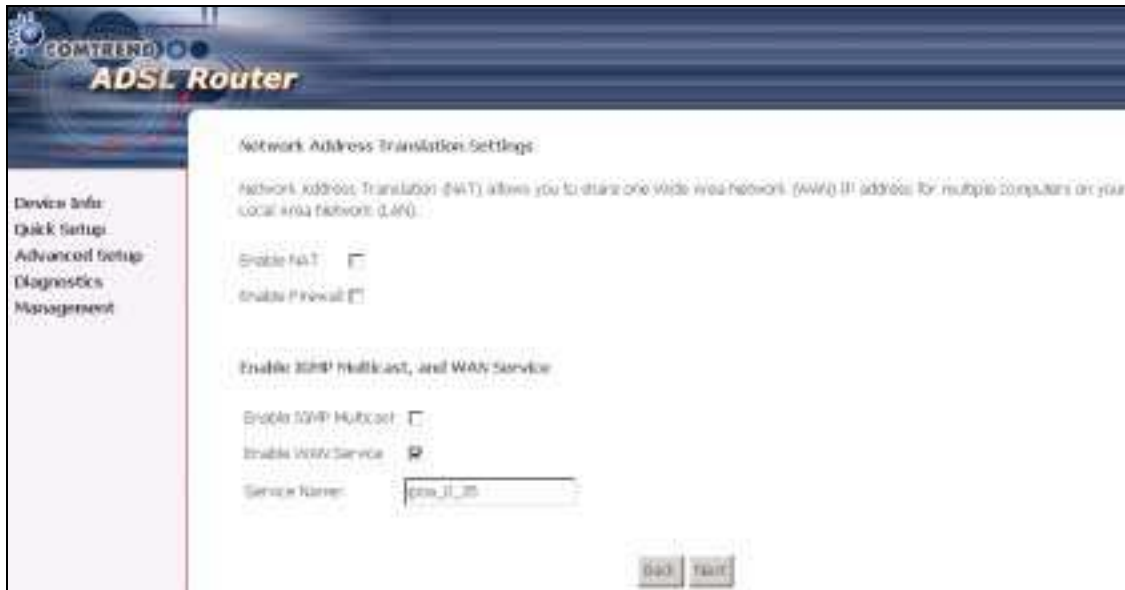 COMTREND
ADSL Router
Device Info
Quick Setup
Advanced Setup
Diagnostics
Management
Network Address Translation Settings
Network Address Translation (NAT) allows you to share one Wide Area Network (WAN) IP address for multiple computers on your
Local Area Network (LAN).
Enable NAT
Enable Firewall
Enable IGMP Multicast, and WAN Service
Enable IGMP Multicast
Enable WAN Service
Service Name:
Back Next